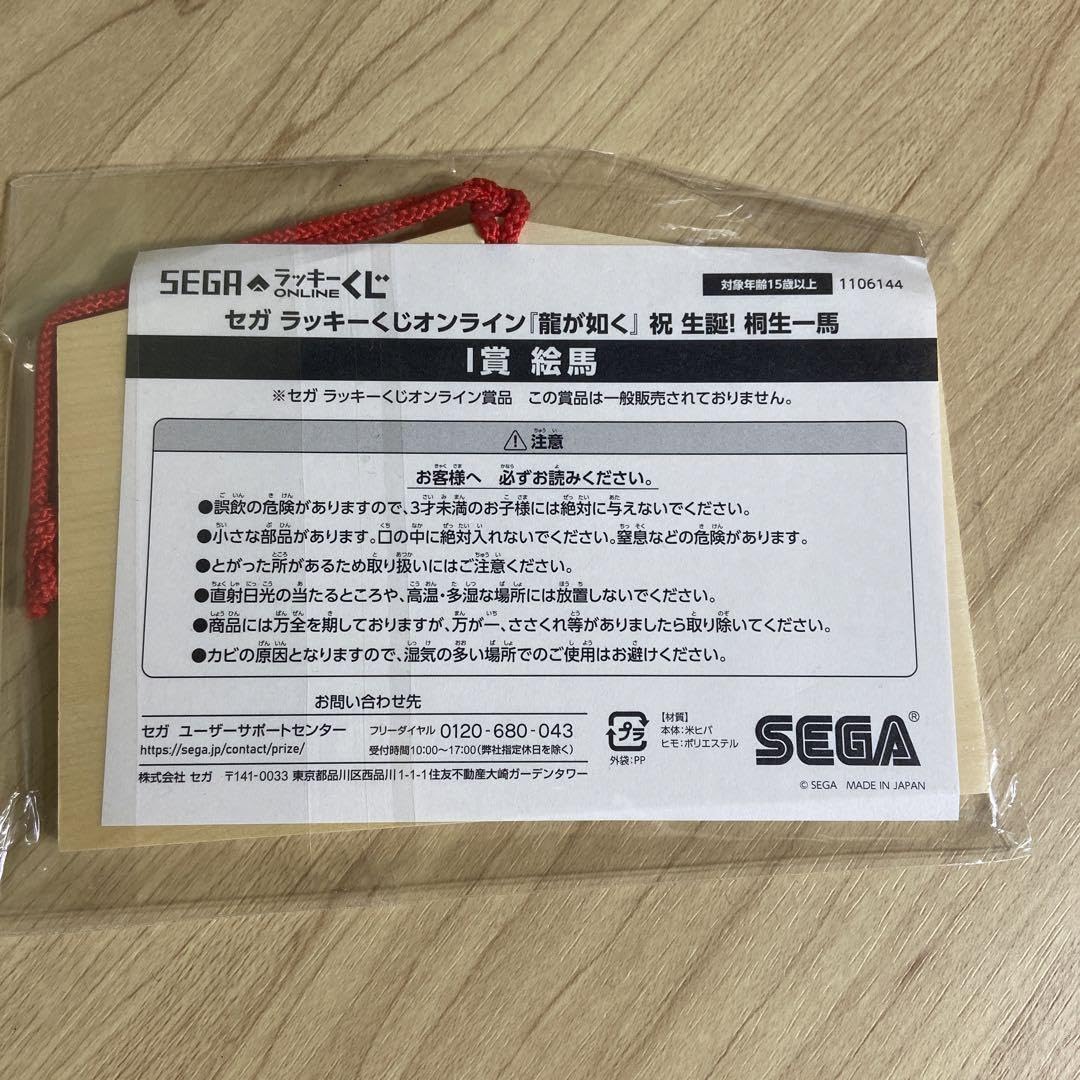 SEGA ラッキーくじ ONLINE
対象年齢15歳以上 1106144
セガ ラッキーくじオンライン『龍が如く』 祝 生誕! 桐生一馬
I賞 絵馬
※セガ ラッキーくじオンライン賞品 この賞品は一般販売されておりません。
⚠注意
お客様へ 必ずお読みください。
●誤飲の危険がありますので、3才未満のお子様には絶対に与えないでください。
●小さな部品があります。口の中に絶対入れないでください。窒息などの危険があります。
●とがった所があるため取り扱いにはご注意ください。
●直射日光の当たるところや、高温・多湿な場所には放置しないでください。
●商品には万全を期しておりますが、万が一、ささくれ等がありましたら取り除いてください。
●カビの原因となりますので、湿気の多い場所でのご使用はお避けください。
お問い合わせ先
セガ ユーザーサポートセンター
https://sega.jp/contact/prize/
フリーダイヤル 0120-680-043
受付時間10:00~17:00(弊社指定休日を除く)
株式会社 セガ 〒141-0033 東京都品川区西品川1-1-1住友不動産大崎ガーデンタワー
プラ
外袋:PP
【材質】
本体:米ヒバ
ヒモ:ポリエステル
SEGA®
© SEGA MADE IN JAPAN